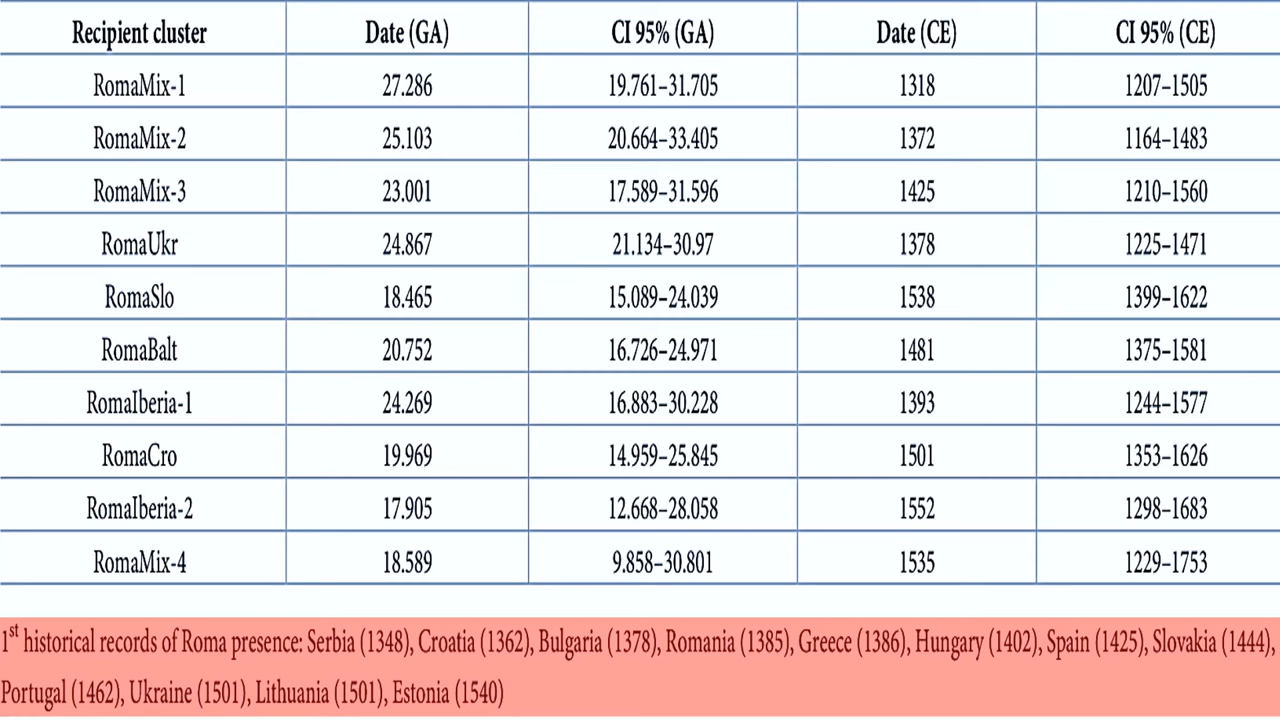 Recipient cluster Date (GA) CI 95% (GA) Date (CE) CI 95% (CE)
RomaMix-1 27.286 19.761–31.705 1318 1207–1505
RomaMix-2 25.103 20.664–33.405 1372 1164–1483
RomaMix-3 23.001 17.589–31.596 1425 1210–1560
RomaUkr 24.867 21.134–30.97 1378 1225–1471
RomaSlo 18.465 15.089–24.039 1538 1399–1622
RomaBalt 20.752 16.726–24.971 1481 1375–1581
RomaIberia-1 24.269 16.883–30.228 1393 1244–1577
RomaCro 19.969 14.959–25.845 1501 1353–1626
RomaIberia-2 17.905 12.668–28.058 1552 1298–1683
RomaMix-4 18.589 9.858–30.801 1535 1229–1753
1st historical records of Roma presence: Serbia (1348), Croatia (1362), Bulgaria (1378), Romania (1385), Greece (1386), Hungary (1402), Spain (1425), Slovakia (1444),
Portugal (1462), Ukraine (1501), Lithuania (1501), Estonia (1540)